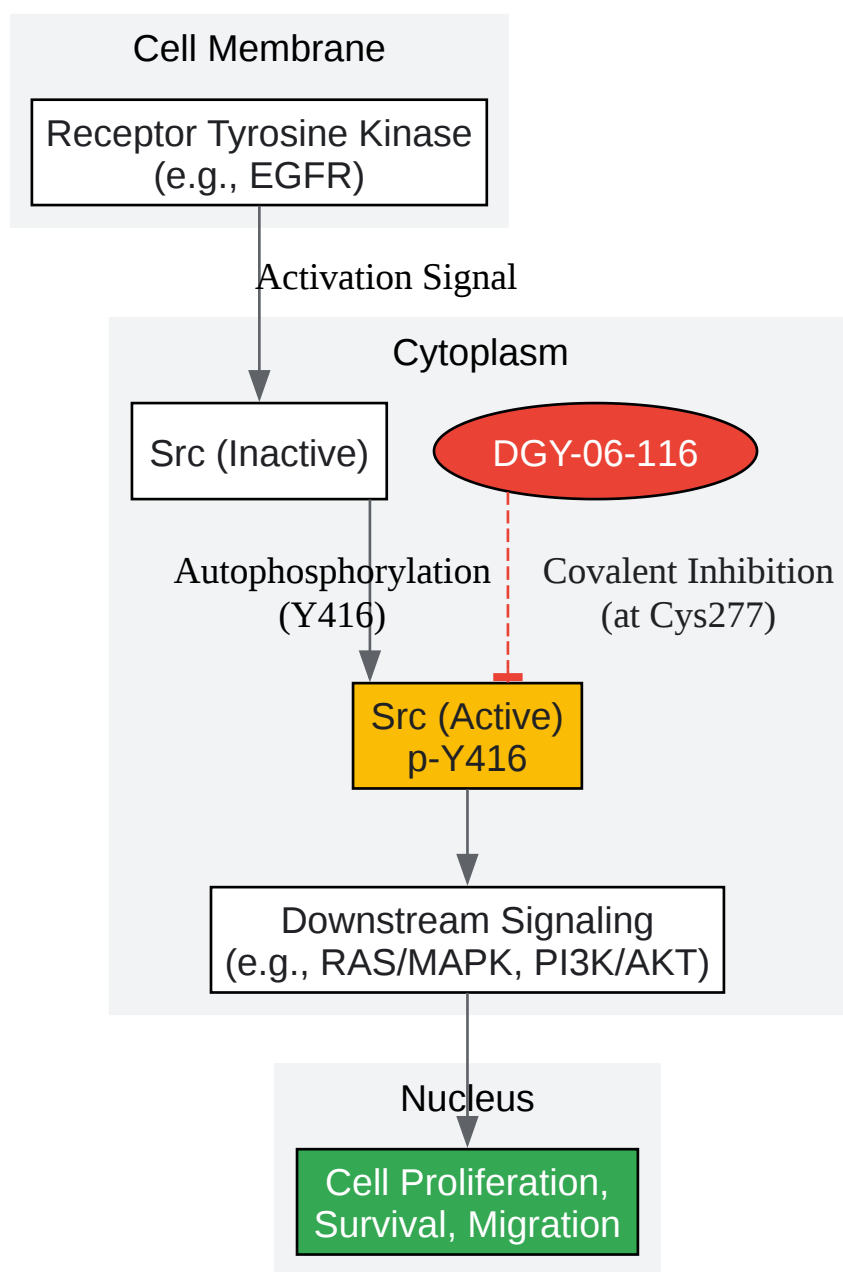 Cell Membrane
Receptor Tyrosine Kinase
(e.g., EGFR)
Activation Signal
Cytoplasm
Src (Inactive)
DGY-06-116
Autophosphorylation
(Y416)
Covalent Inhibition
(at Cys277)
Src (Active)
p-Y416
Downstream Signaling
(e.g., RAS/MAPK, PI3K/AKT)
Nucleus
Cell Proliferation,
Survival, Migration